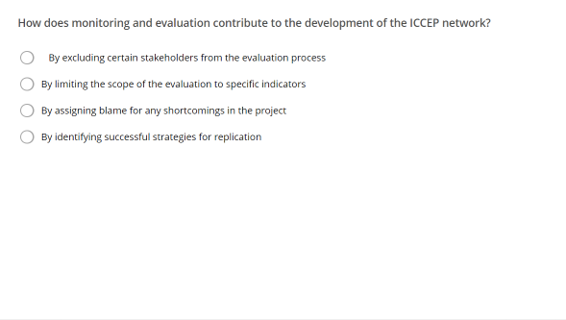 How does monitoring and evaluation contribute to the development of the ICCEP network?
By excluding certain stakeholders from the evaluation process
By limiting the scope of the evaluation to specific indicators
By assigning blame for any shortcomings in the project
By identifying successful strategies for replication